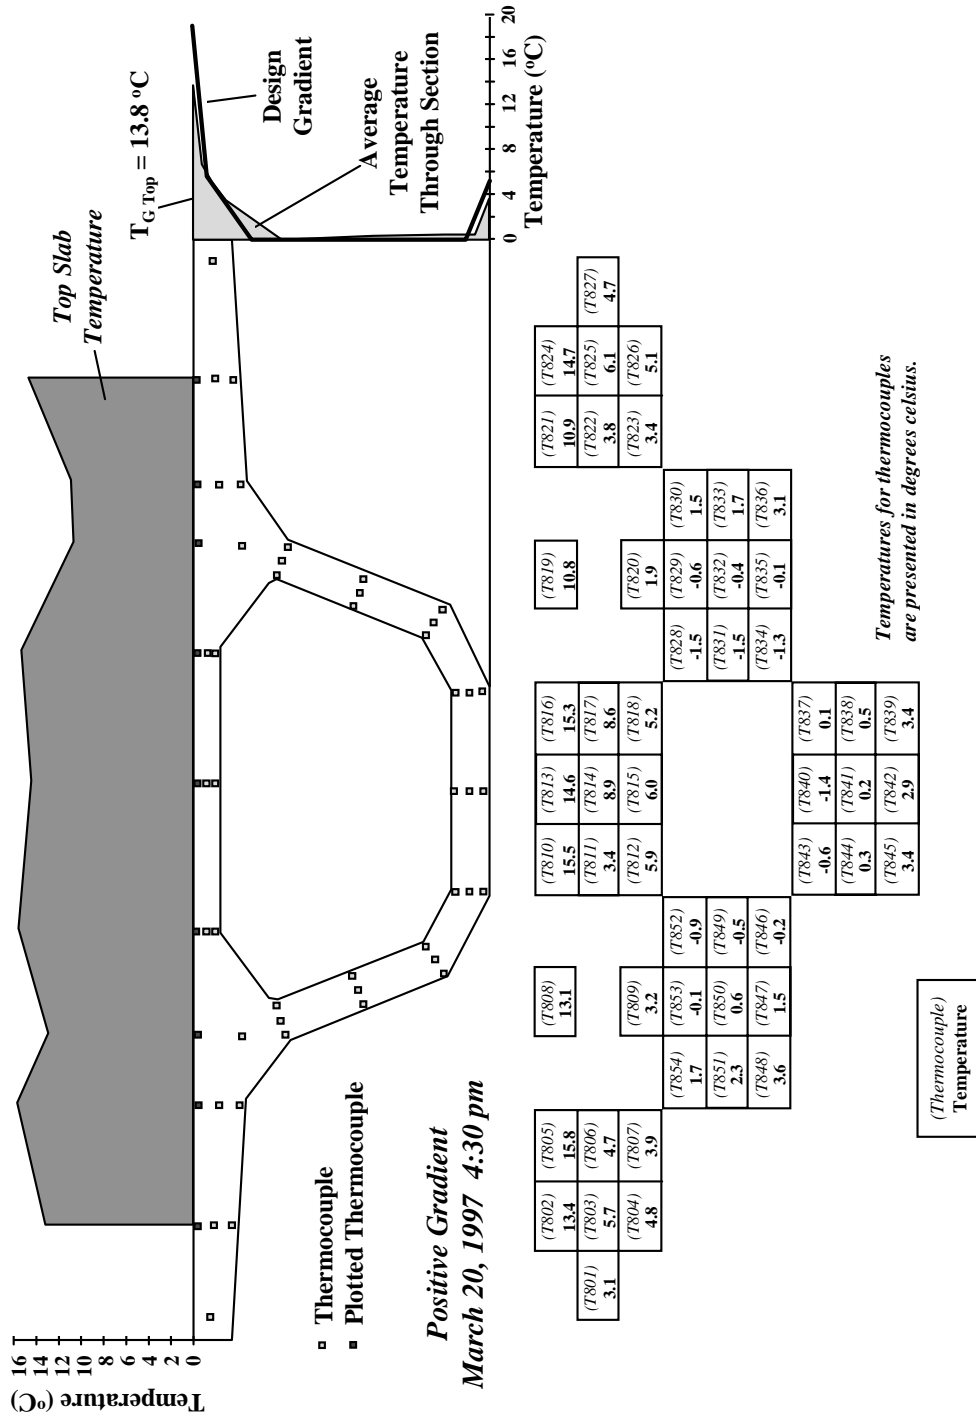 Temperature (ºC)
16
14
12
10
8
6
4
2
0
Top Slab
Temperature
T G Top = 13.8 ºC
Design
Gradient
Average
Temperature
Through Section
0 4 8 12 16 20
Temperature (ºC)
Thermocouple
Plotted Thermocouple
Positive Gradient
March 20, 1997 4:30 pm
(T801)
3.1
(T802)
13.4
(T803)
5.7
(T804)
4.8
(T805)
15.8
(T806)
4.7
(T807)
3.9
(T808)
13.1
(T809)
3.2
(T810)
15.5
(T811)
3.4
(T812)
5.9
(T813)
14.6
(T814)
8.9
(T815)
6.0
(T816)
15.3
(T817)
8.6
(T818)
5.2
(T819)
10.8
(T820)
1.9
(T821)
10.9
(T822)
3.8
(T823)
3.4
(T824)
14.7
(T825)
6.1
(T826)
5.1
(T827)
4.7
(T854)
1.7
(T853)
-0.1
(T852)
-0.9
(T851)
2.3
(T850)
0.6
(T849)
-0.5
(T848)
3.6
(T847)
1.5
(T846)
-0.2
(T828)
-1.5
(T829)
-0.6
(T830)
1.5
(T831)
-1.5
(T832)
-0.4
(T833)
1.7
(T834)
-1.3
(T835)
-0.1
(T836)
3.1
(T843)
-0.6
(T840)
-1.4
(T837)
0.1
(T844)
0.3
(T841)
0.2
(T838)
0.5
(T845)
3.4
(T842)
2.9
(T839)
3.4
Temperatures for thermocouples
are presented in degrees celsius.
(Thermocouple)
Temperature